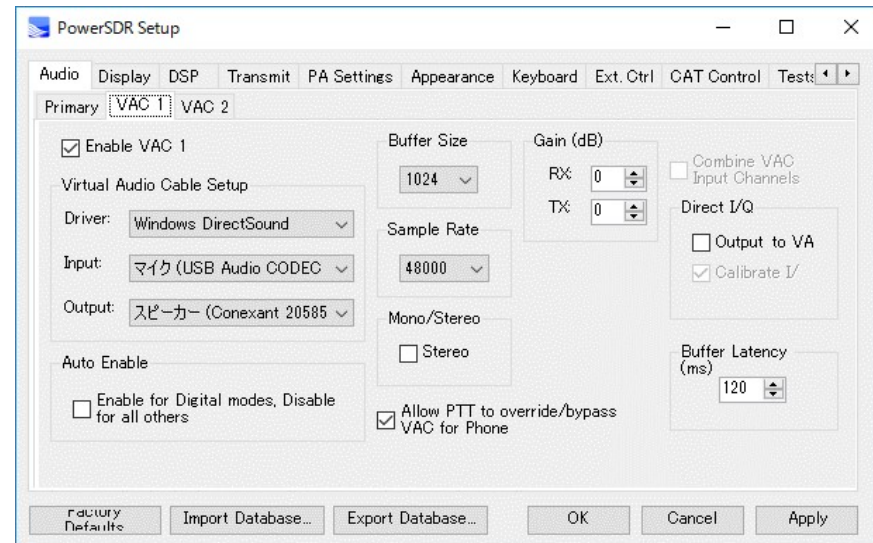 PowerSDR Setup
Audio Display DSP Transmit PA Settings Appearance Keyboard Ext. Ctrl CAT Control Tests
Primary VAC 1 VAC 2
Enable VAC 1
Virtual Audio Cable Setup
Driver: Windows DirectSound
Input: マイク (USB Audio CODEC
Output: スピーカー (Conexant 20585
Auto Enable
Enable for Digital modes, Disable
for all others
Buffer Size
1024
Sample Rate
48000
Mono/Stereo
Stereo
Allow PTT to override/bypass
VAC for Phone
Gain (dB)
RX: 0
TX: 0
Combine VAC
Input Channels
Direct I/Q
Output to VA
Calibrate I/
Buffer Latency
(ms)
120
Factory
Defaults
Import Database...
Export Database...
OK
Cancel
Apply